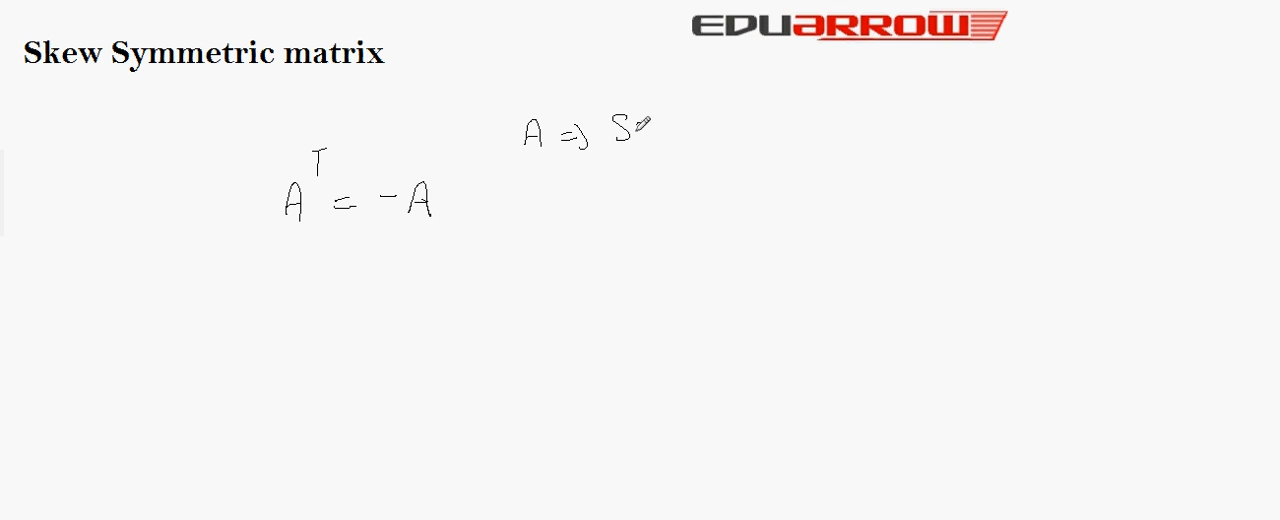 EDUARROW
Skew Symmetric matrix
A ⇒ S
A^T = -A